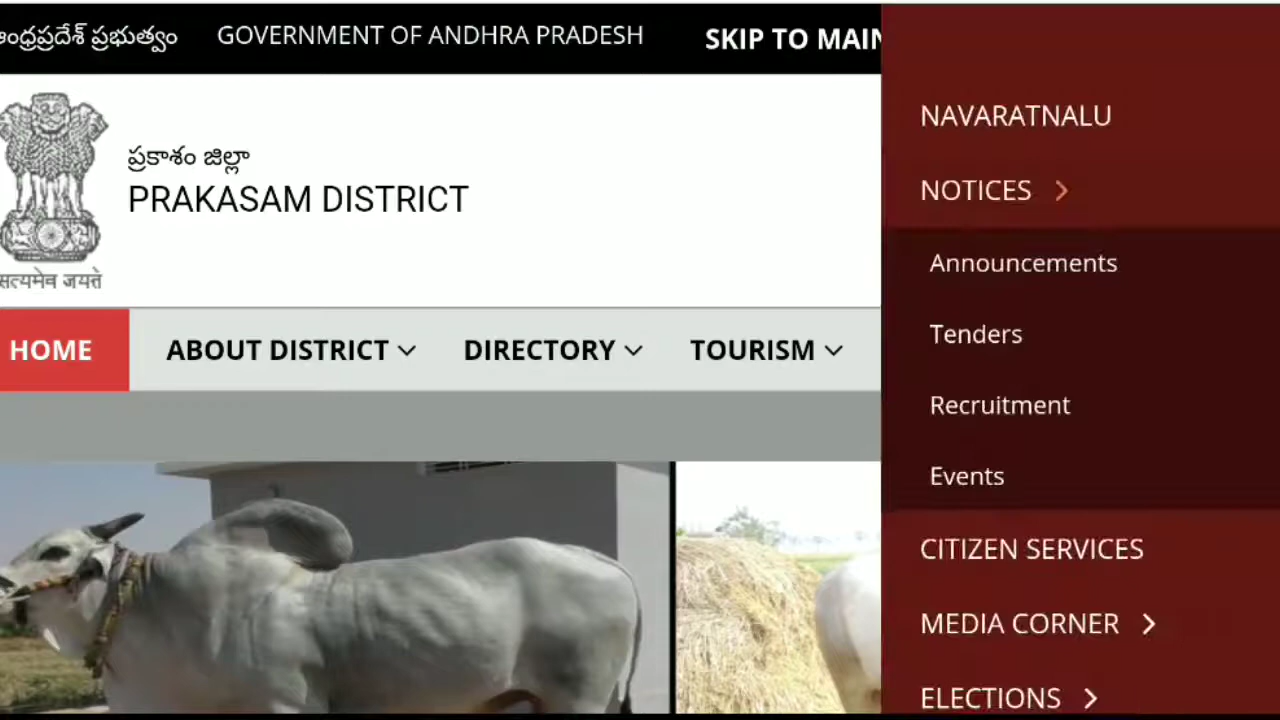 ఆంధ్రప్రదేశ్ ప్రభుత్వం GOVERNMENT OF ANDHRA PRADESH SKIP TO MAIN
ప్రకాశం జిల్లా
PRAKASAM DISTRICT
सत्यमेव जयते
HOME ABOUT DISTRICT DIRECTORY TOURISM
NAVARATNALU
NOTICES
Announcements
Tenders
Recruitment
Events
CITIZEN SERVICES
MEDIA CORNER
ELECTIONS